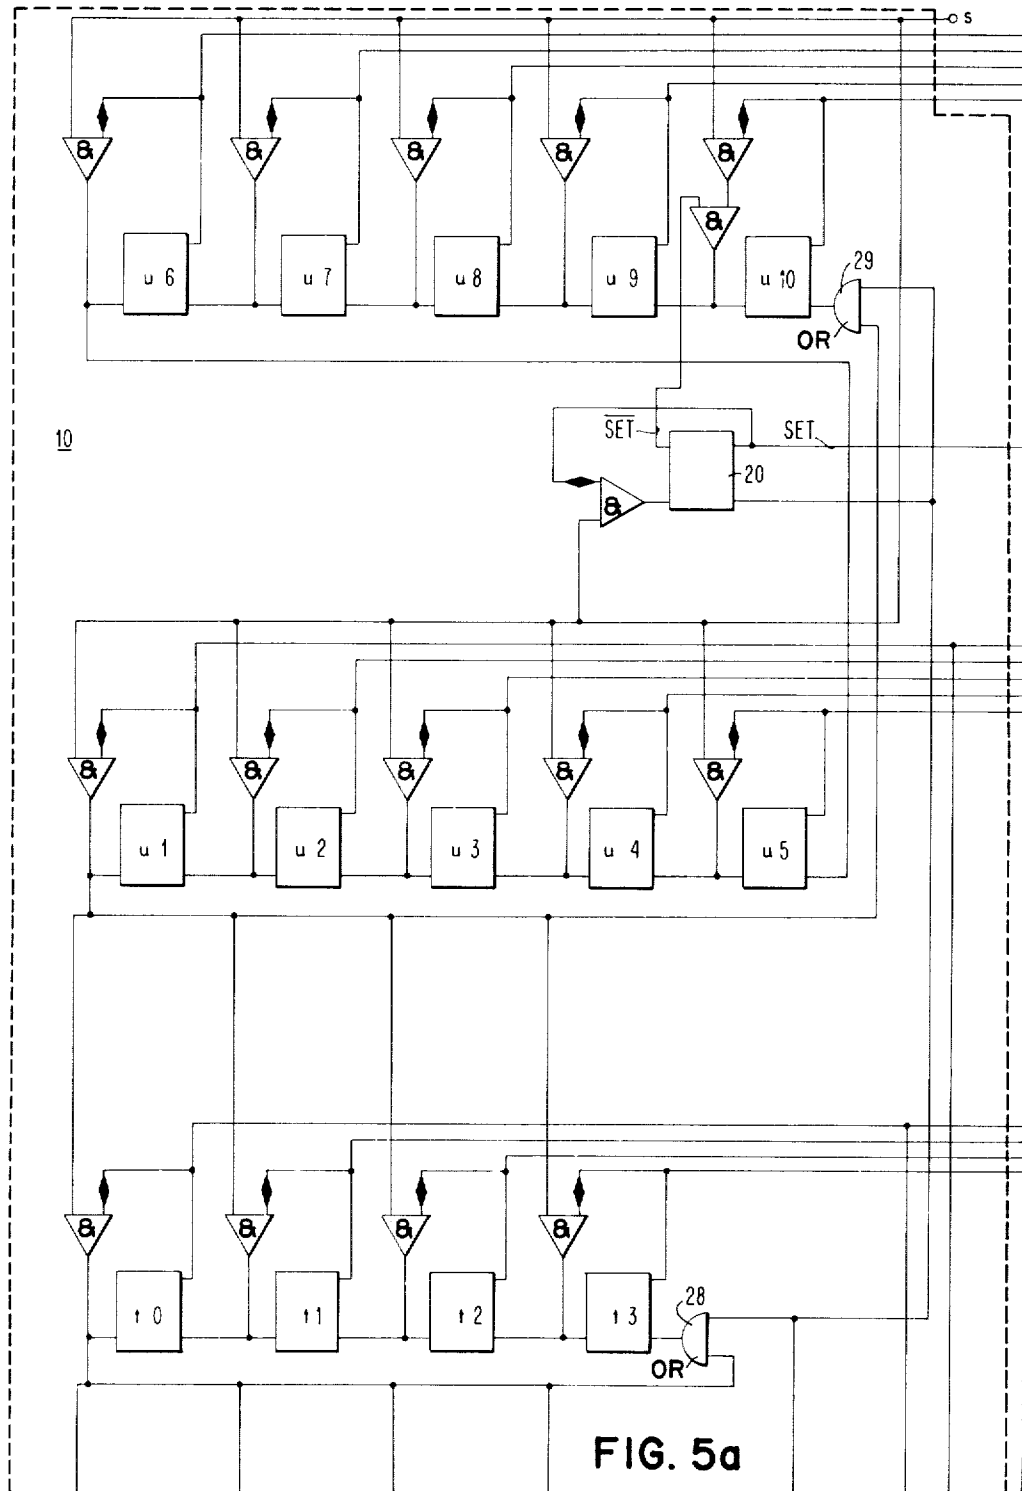 s
& & & & &
&
u 6 u 7 u 8 u 9 u 10
29
OR
10
SET SET
20
&
& & & & &
u 1 u 2 u 3 u 4 u 5
& & & &
t 0 t 1 t 2 t 3
28
OR
FIG. 5a